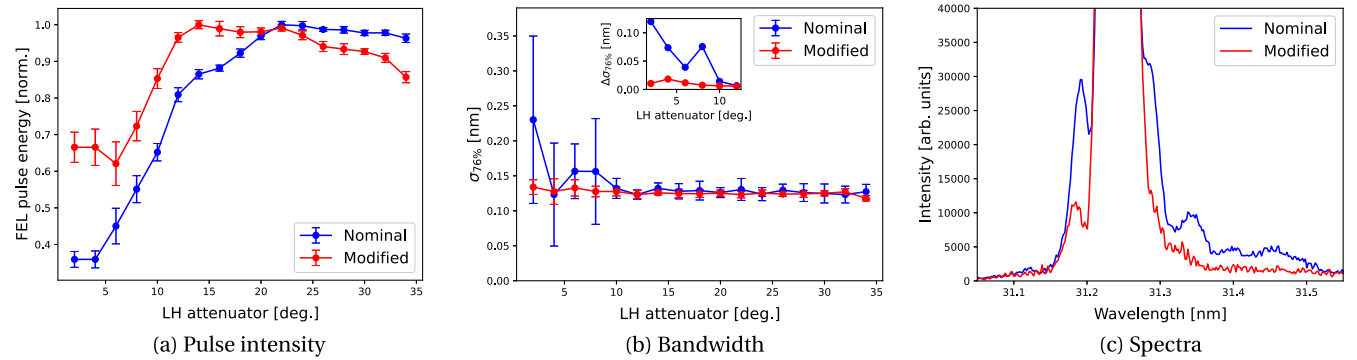 FEL pulse energy [norm.]
1.0
0.9
0.8
0.7
0.6
0.5
0.4
Nominal
Modified
5 10 15 20 25 30 35
LH attenuator [deg.]
(a) Pulse intensity
σ76% [nm]
0.35
0.30
0.25
0.20
0.15
0.10
0.05
0.00
Δσ76% [nm]
0.10
0.05
0.00
5 10
LH attenuator [deg.]
Nominal
Modified
5 10 15 20 25 30 35
LH attenuator [deg.]
(b) Bandwidth
Intensity [arb. units]
40000
35000
30000
25000
20000
15000
10000
5000
0
Nominal
Modified
31.1 31.2 31.3 31.4 31.5
Wavelength [nm]
(c) Spectra